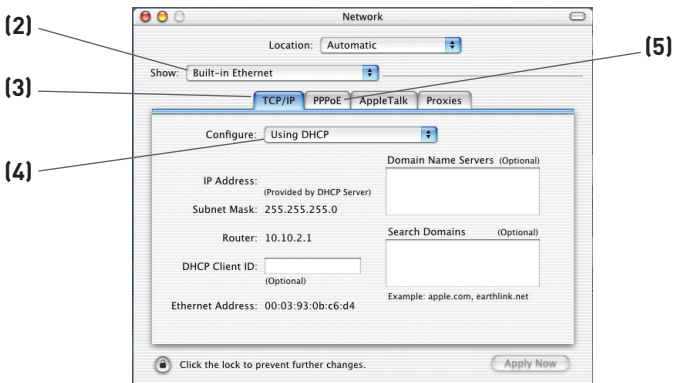 Network
(2)
Location: Automatic
(5)
Show: Built-in Ethernet
(3)
TCP/IP PPPoE AppleTalk Proxies
Configure: Using DHCP
(4)
Domain Name Servers (Optional)
IP Address:
(Provided by DHCP Server)
Subnet Mask: 255.255.255.0
Router: 10.10.2.1
Search Domains (Optional)
DHCP Client ID:
(Optional)
Example: apple.com, earthlink.net
Ethernet Address: 00:03:93:0b:c6:d4
Click the lock to prevent further changes.
Apply Now